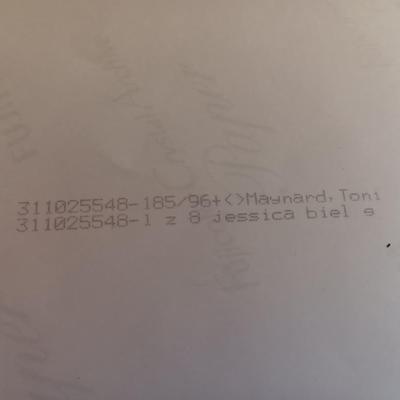 311025548-185/96+<>Maynard, Toni
311025548-1 z 8 jessica biel s